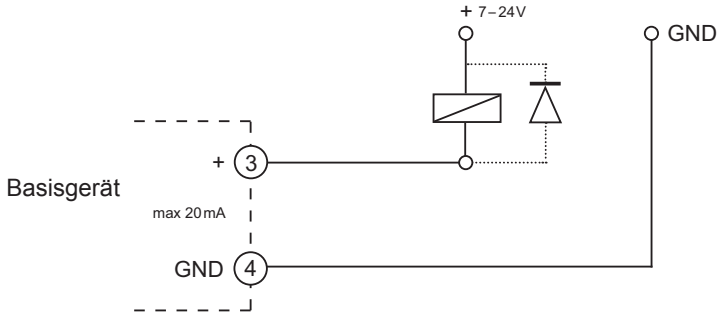 + 7–24V
GND
+ 3
Basisgerät
max 20mA
GND 4